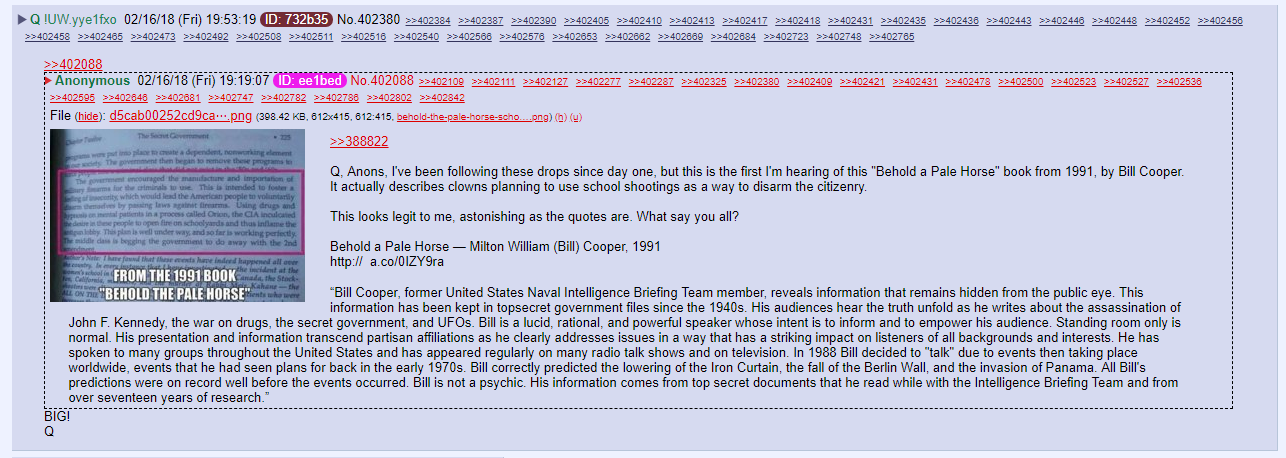 Q !UW.yye1fxo 02/16/18 (Fri) 19:53:19 ID: 732b35 No.402380 >>402384 >>402387 >>402390 >>402405 >>402410 >>402413 >>402417 >>402418 >>402431 >>402435 >>402436 >>402443 >>402446 >>402448 >>402452 >>402456
>>402458 >>402465 >>402473 >>402492 >>402508 >>402511 >>402516 >>402540 >>402566 >>402576 >>402653 >>402662 >>402669 >>402684 >>402723 >>402748 >>402765
>>402088
Anonymous 02/16/18 (Fri) 19:19:07 ID: ee1bed No.402088 >>402109 >>402111 >>402127 >>402277 >>402287 >>402325 >>402380 >>402409 >>402421 >>402431 >>402478 >>402500 >>402523 >>402527 >>402536
>>402595 >>402646 >>402681 >>402747 >>402782 >>402786 >>402802 >>402842
File (hide): d5cab00252cd9ca⋯.png (398.42 KB, 612x415, 612:415, behold-the-pale-horse-scho....png) (h) (u)
The Secret Government • 225
programs were put into place to create a dependent, nonworking element
in our society. The government then began to remove these programs to
The government encouraged the manufacture and importation of
military firearms for the criminals to use. This is intended to foster a
feeling of insecurity, which would lead the American people to voluntarily
disarm themselves by passing laws against firearms. Using drugs and
hypnosis on mental patients in a process called Orion, the CIA inculcated
the desire in these people to open fire on schoolyards and thus inflame the
antigun lobby. This plan is well under way, and so far is working perfectly.
The middle class is begging the government to do away with the 2nd
amendment.
Author's Note: I have found that these events have indeed happened all over
the country. In every
the incident at the
women's school in Canada, the
FROM THE 1991 BOOK
"BEHOLD THE PALE HORSE"
>>388822
Q, Anons, I've been following these drops since day one, but this is the first I'm hearing of this "Behold a Pale Horse" book from 1991, by Bill Cooper.
It actually describes clowns planning to use school shootings as a way to disarm the citizenry.
This looks legit to me, astonishing as the quotes are. What say you all?
Behold a Pale Horse — Milton William (Bill) Cooper, 1991
http:// a.co/0IZY9ra
“Bill Cooper, former United States Naval Intelligence Briefing Team member, reveals information that remains hidden from the public eye. This
information has been kept in topsecret government files since the 1940s. His audiences hear the truth unfold as he writes about the assassination of
John F. Kennedy, the war on drugs, the secret government, and UFOs. Bill is a lucid, rational, and powerful speaker whose intent is to inform and to empower his audience. Standing room only is
normal. His presentation and information transcend partisan affiliations as he clearly addresses issues in a way that has a striking impact on listeners of all backgrounds and interests. He has
spoken to many groups throughout the United States and has appeared regularly on many radio talk shows and on television. In 1988 Bill decided to "talk" due to events then taking place
worldwide, events that he had seen plans for back in the early 1970s. Bill correctly predicted the lowering of the Iron Curtain, the fall of the Berlin Wall, and the invasion of Panama. All Bill's
predictions were on record well before the events occurred. Bill is not a psychic. His information comes from top secret documents that he read while with the Intelligence Briefing Team and from
over seventeen years of research.”
BIG!
Q